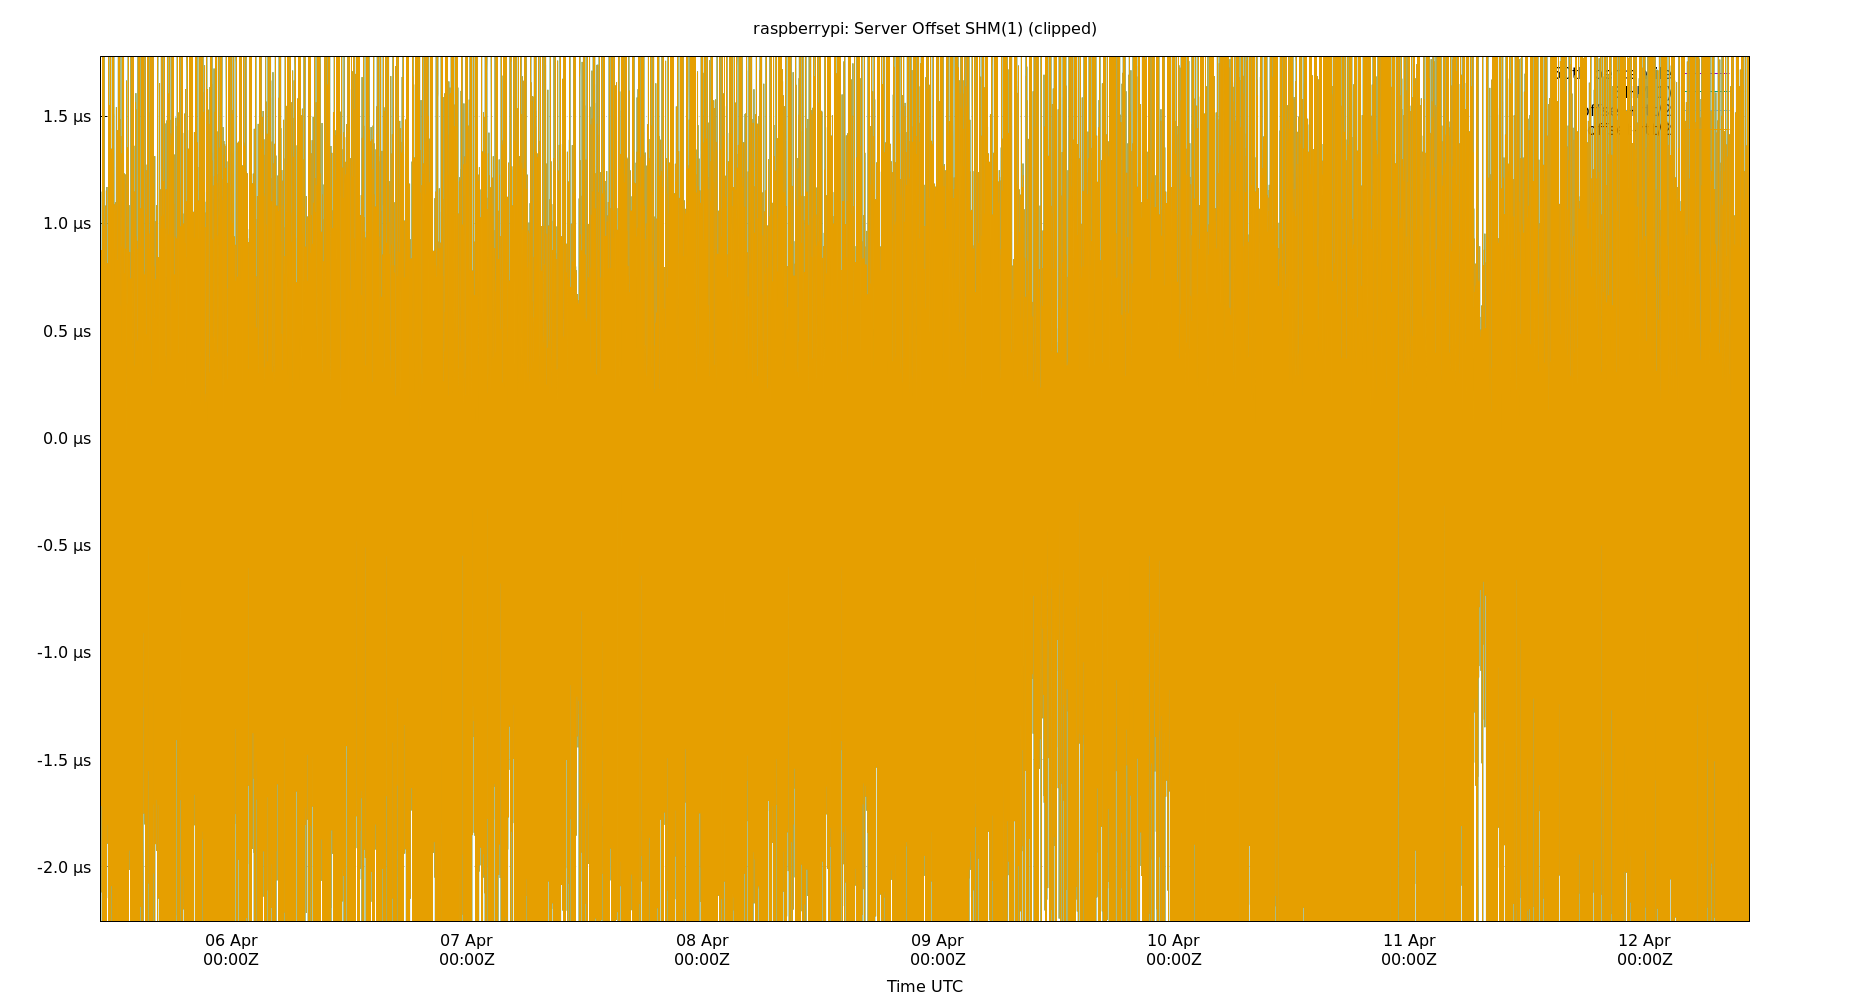 raspberrypi: Server Offset SHM(1) (clipped)
1.5 µs
1.0 µs
0.5 µs
0.0 µs
-0.5 µs
-1.0 µs
-1.5 µs
-2.0 µs
06 Apr 07 Apr 08 Apr 09 Apr 10 Apr 11 Apr 12 Apr
00:00Z 00:00Z 00:00Z 00:00Z 00:00Z 00:00Z 00:00Z
Time UTC